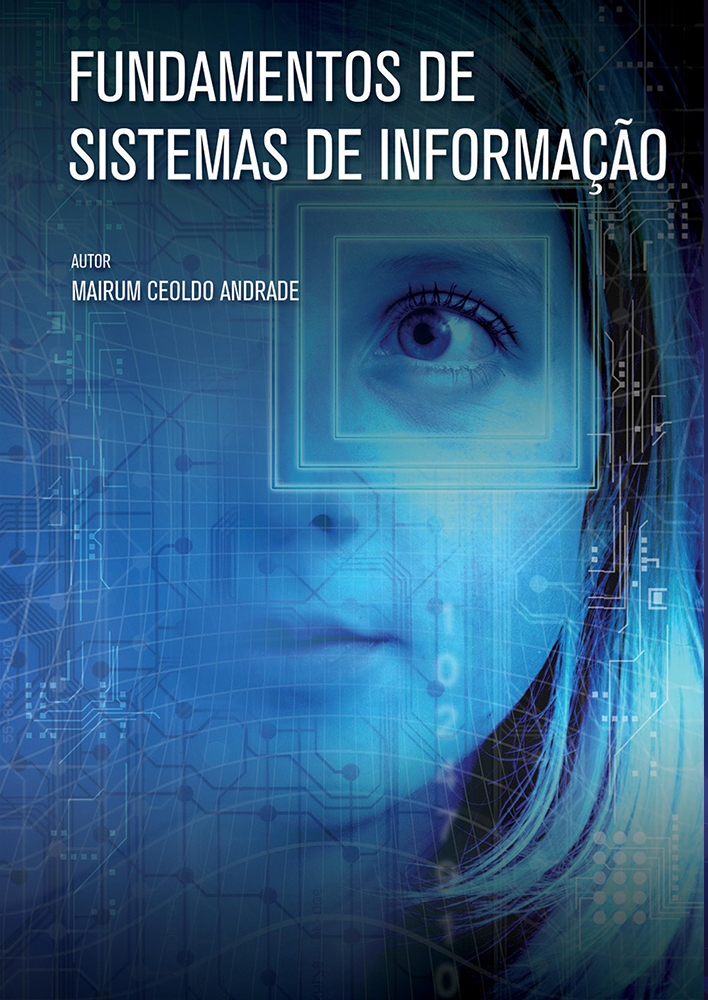 FUNDAMENTOS DE
SISTEMAS DE INFORMAÇÃO
AUTOR
MAIRUM CEOLDO ANDRADE